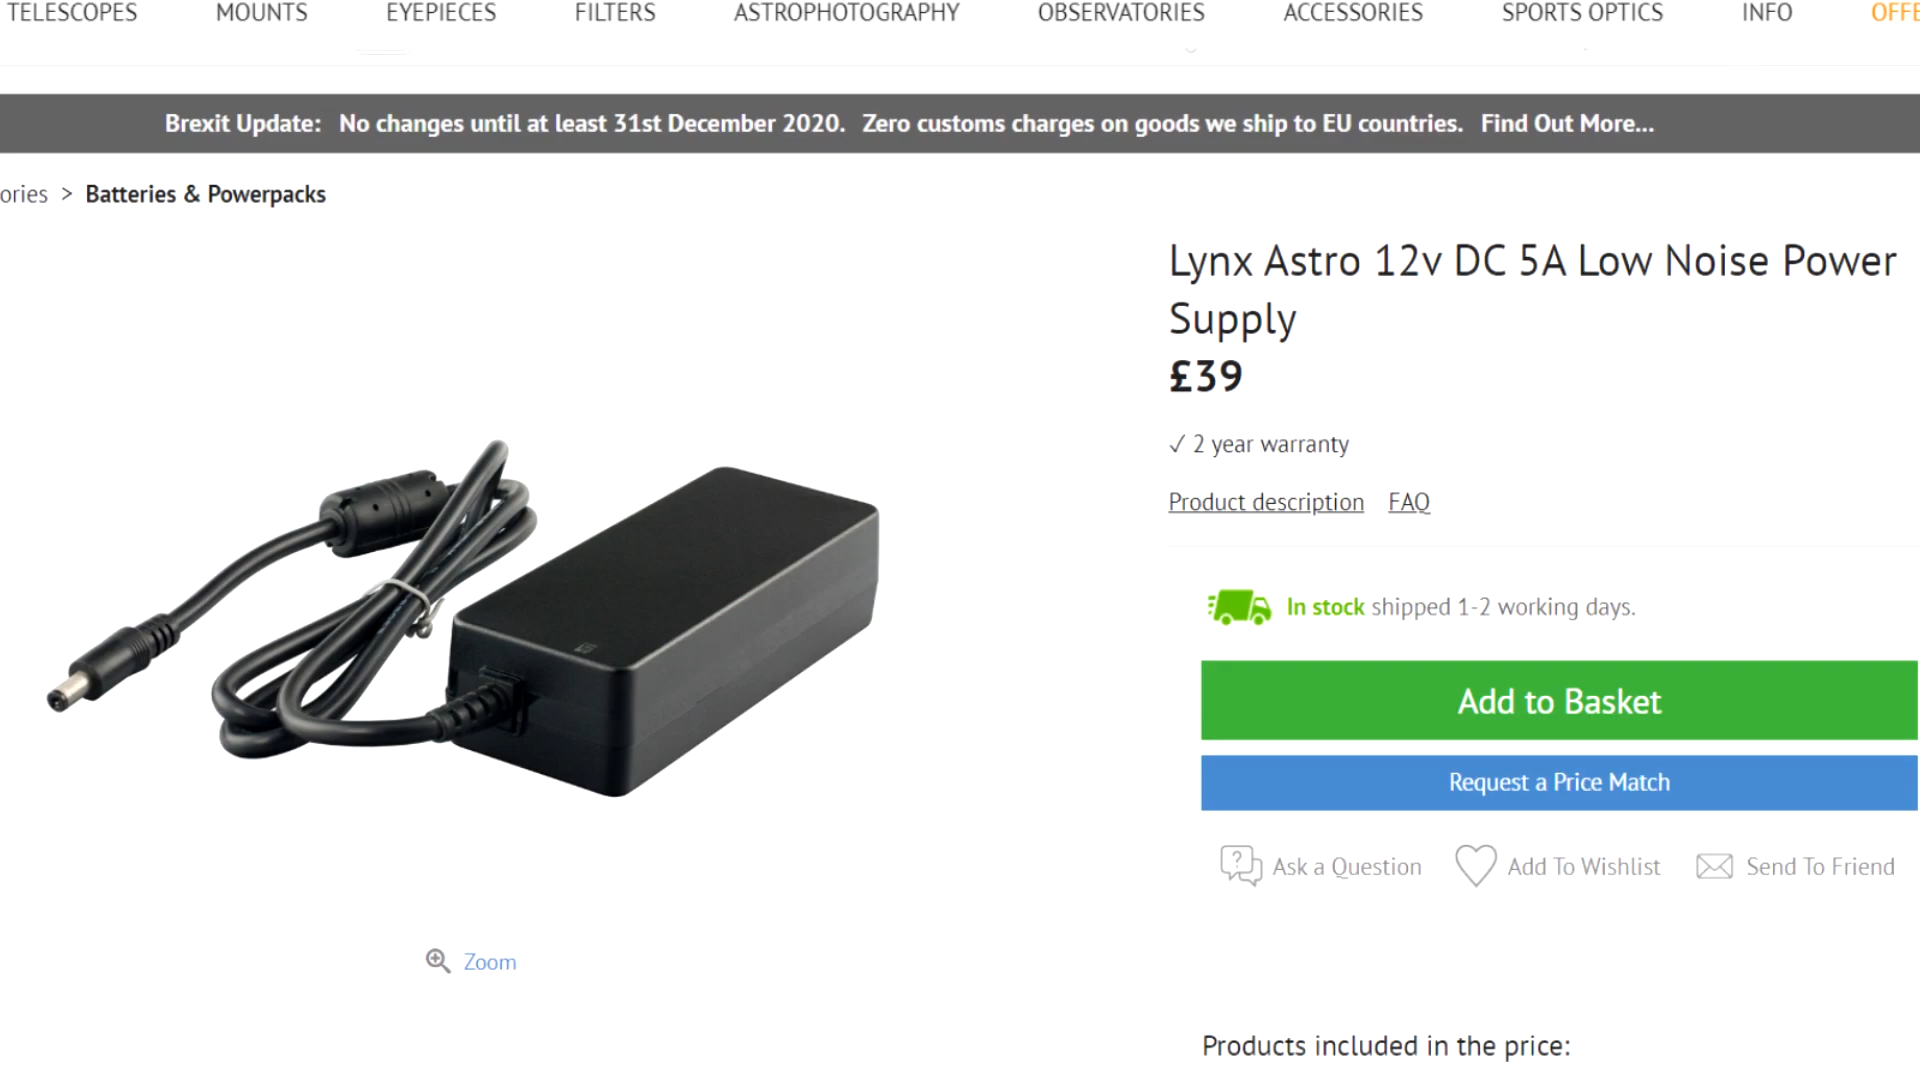 TELESCOPES MOUNTS EYEPIECES FILTERS ASTROPHOTOGRAPHY OBSERVATORIES ACCESSORIES SPORTS OPTICS INFO OFFE
Brexit Update: No changes until at least 31st December 2020. Zero customs charges on goods we ship to EU countries. Find Out More...
ories > Batteries & Powerpacks
Lynx Astro 12v DC 5A Low Noise Power
Supply
£39
✓ 2 year warranty
Product description FAQ
In stock shipped 1-2 working days.
Add to Basket
Request a Price Match
Ask a Question Add To Wishlist Send To Friend
Zoom
Products included in the price: